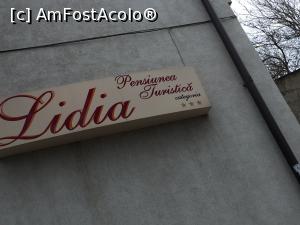 [c] AmFostAcolo®
Lidia
Pensiunea
Turistică
categoria